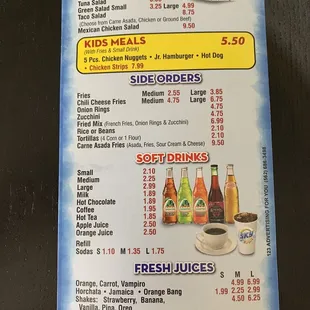 Tuna Salad
Green Salad Small 3.25 Large 4.99
Taco Salad 8.75
(Choose from Carne Asada, Chicken or Ground Beef)
Mexican Chicken Salad 9.50
KIDS MEALS 5.50
(With Fries & Small Drink)
5 Pcs. Chicken Nuggets • Jr. Hamburger • Hot Dog
• Chicken Strips 7.99
SIDE ORDERS
Fries Medium 2.55 Large 3.85
Chili Cheese Fries Medium 4.75 Large 6.75
Onion Rings 4.75
Zucchini 4.75
Fried Mix (French Fries, Onion Rings & Zucchini) 6.99
Rice or Beans 2.10
Tortillas (4 Corn or 1 Flour) 2.10
Carne Asada Fries (Asada, Fries, Sour Cream & Cheese) 9.50
SOFT DRINKS
Small 2.10
Medium 2.25
Large 2.99
Milk 1.89
Hot Chocolate 1.89
Coffee 1.95
Hot Tea 1.85
Apple Juice 2.50
Orange Juice 2.50
Refill
Sodas S 1.10 M 1.35 L 1.75
FRESH JUICES
S M L
Orange, Carrot, Vampiro 4.99 6.99
Horchata • Jamaica • Orange Bang 1.99 2.25 2.99
Shakes: Strawberry, Banana, 4.50 6.25
Vanilla, Pina, Oreo
123 ADVERTISING FOR YOU